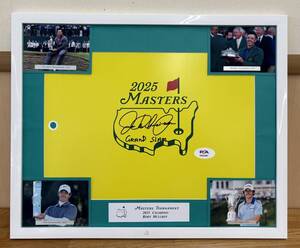 2025
MASTERS
GRAND SLAM
PSA
MASTERS TOURNAMENT
2025 CHAMPION
RORY MCILROY